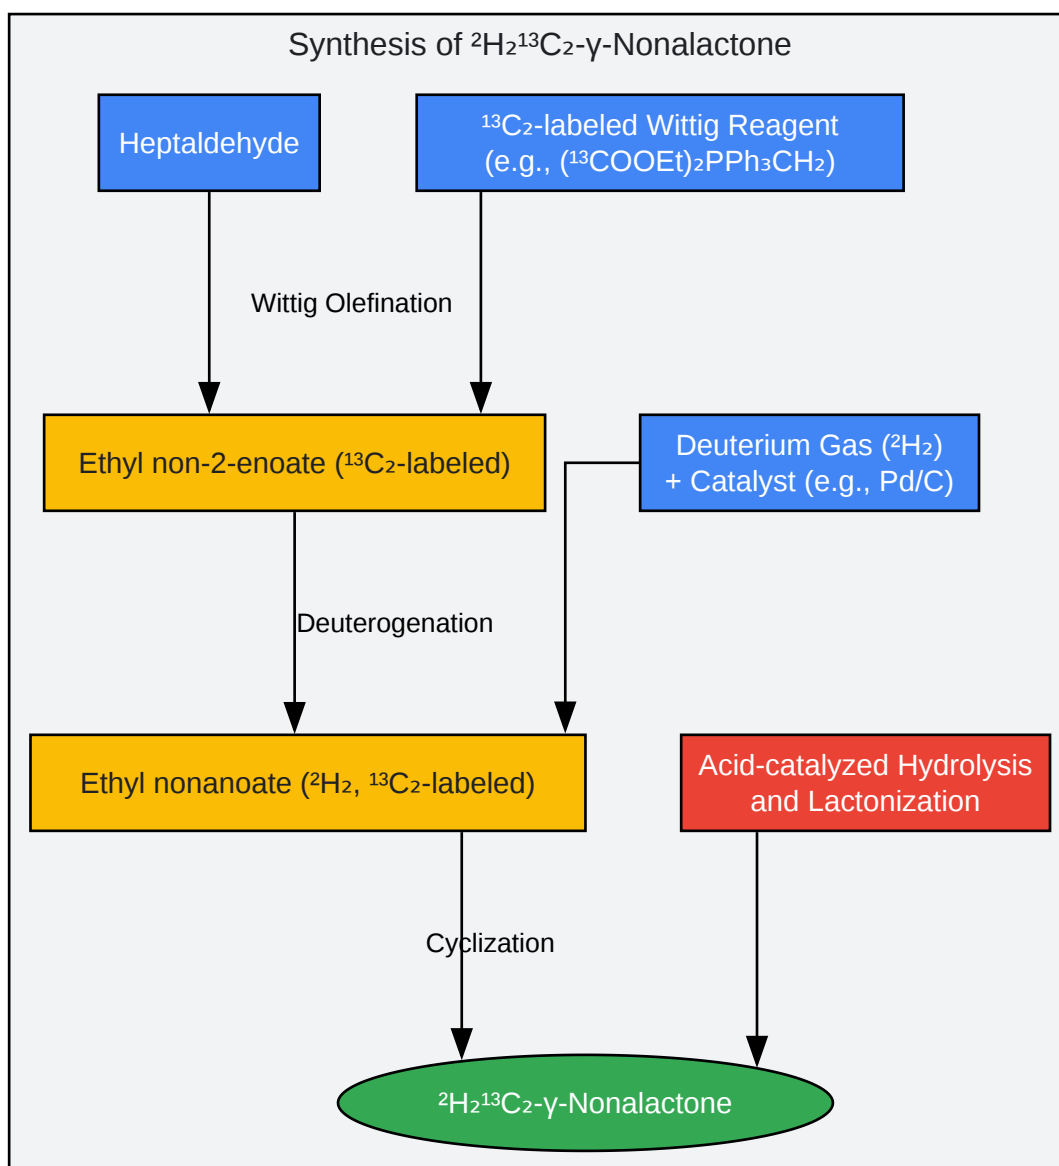 Synthesis of ²H₂¹³C₂-γ-Nonalactone
Heptaldehyde
¹³C₂-labeled Wittig Reagent
(e.g., (¹³COOEt)₂PPh₃CH₂)
Wittig Olefination
Ethyl non-2-enoate (¹³C₂-labeled)
Deuterium Gas (²H₂)
+ Catalyst (e.g., Pd/C)
Deuterogenation
Ethyl nonanoate (²H₂, ¹³C₂-labeled)
Acid-catalyzed Hydrolysis
and Lactonization
Cyclization
²H₂¹³C₂-γ-Nonalactone